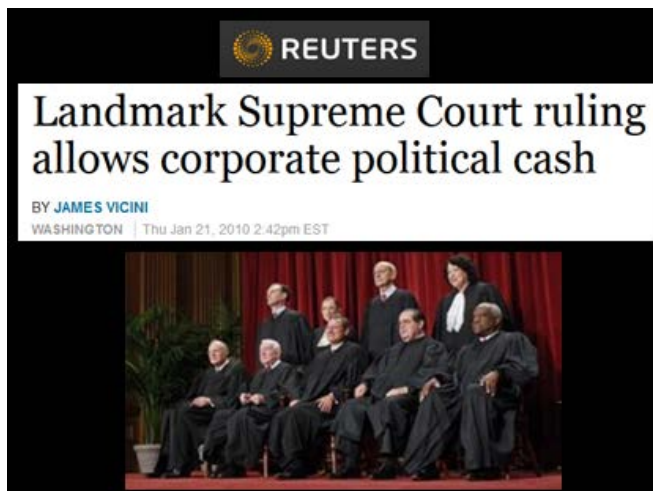 REUTERS
Landmark Supreme Court ruling
allows corporate political cash
BY JAMES VICINI
WASHINGTON | Thu Jan 21, 2010 2:42pm EST